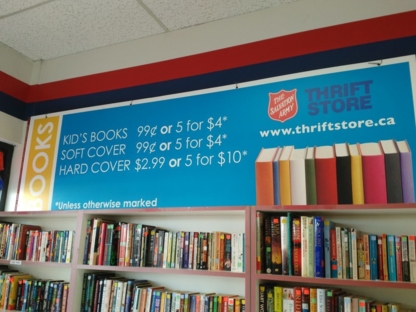 BOOKS
KID'S BOOKS 99¢ or 5 for $4*
SOFT COVER 99¢ or 5 for $4*
HARD COVER $2.99 or 5 for $10*
*Unless otherwise marked
THE
SALVATION
ARMY
THRIFT
STORE
www.thriftstore.ca